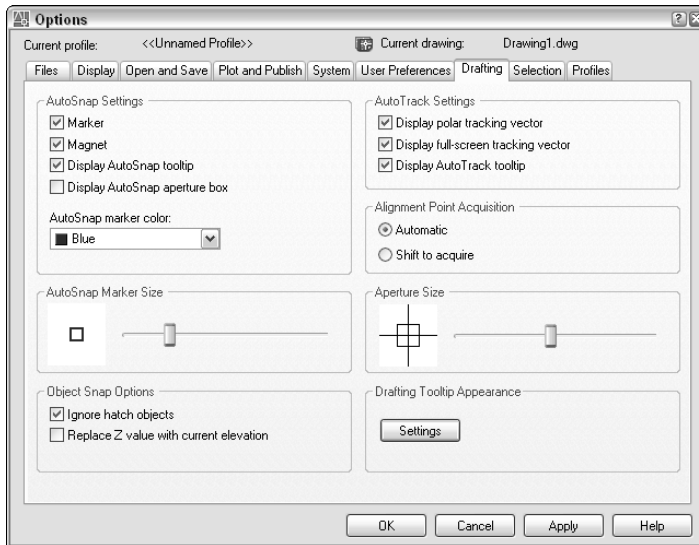 Options
Current profile: <<Unnamed Profile>> Current drawing: Drawing1.dwg
Files Display Open and Save Plot and Publish System User Preferences Drafting Selection Profiles
AutoSnap Settings
Marker
Magnet
Display AutoSnap tooltip
Display AutoSnap aperture box
AutoSnap marker color:
Blue
AutoTrack Settings
Display polar tracking vector
Display full-screen tracking vector
Display AutoTrack tooltip
Alignment Point Acquisition
Automatic
Shift to acquire
AutoSnap Marker Size
Aperture Size
Object Snap Options
Ignore hatch objects
Replace Z value with current elevation
Drafting Tooltip Appearance
Settings
OK Cancel Apply Help